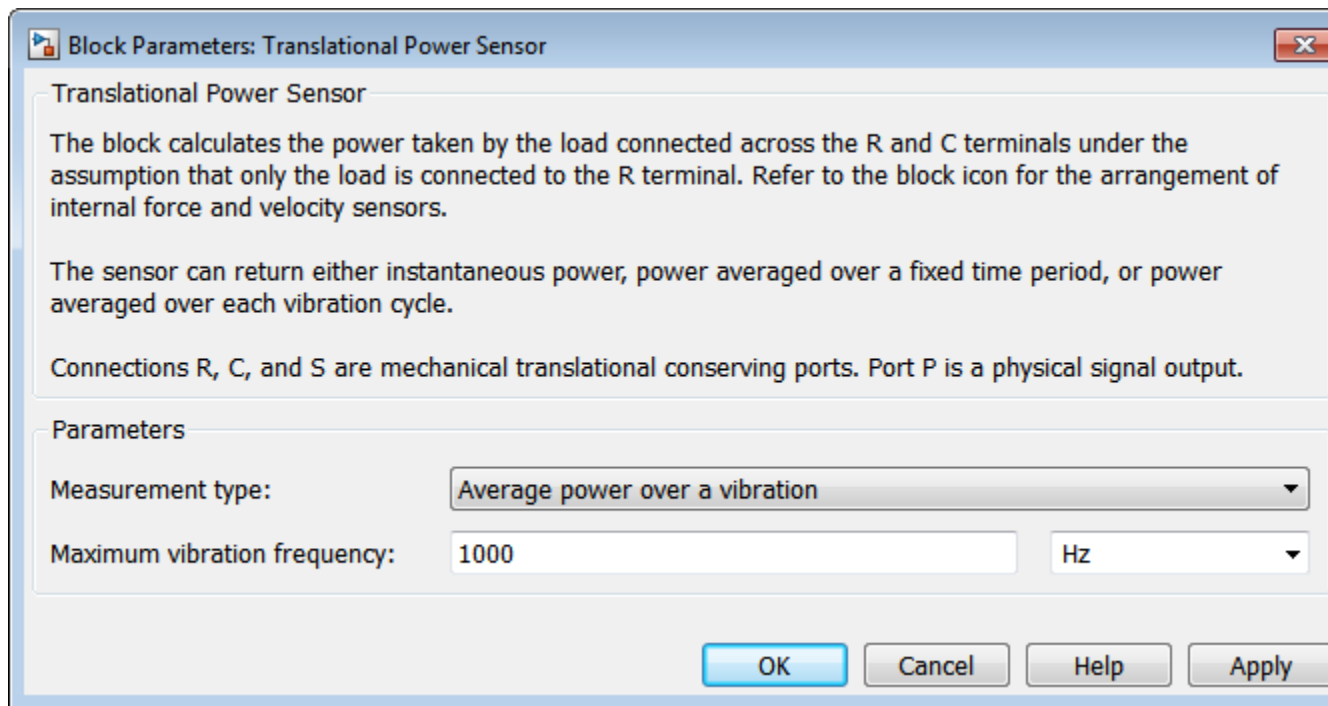 Block Parameters: Translational Power Sensor
Translational Power Sensor
The block calculates the power taken by the load connected across the R and C terminals under the
assumption that only the load is connected to the R terminal. Refer to the block icon for the arrangement of
internal force and velocity sensors.
The sensor can return either instantaneous power, power averaged over a fixed time period, or power
averaged over each vibration cycle.
Connections R, C, and S are mechanical translational conserving ports. Port P is a physical signal output.
Parameters
Measurement type: Average power over a vibration
Maximum vibration frequency: 1000 Hz
OK Cancel Help Apply